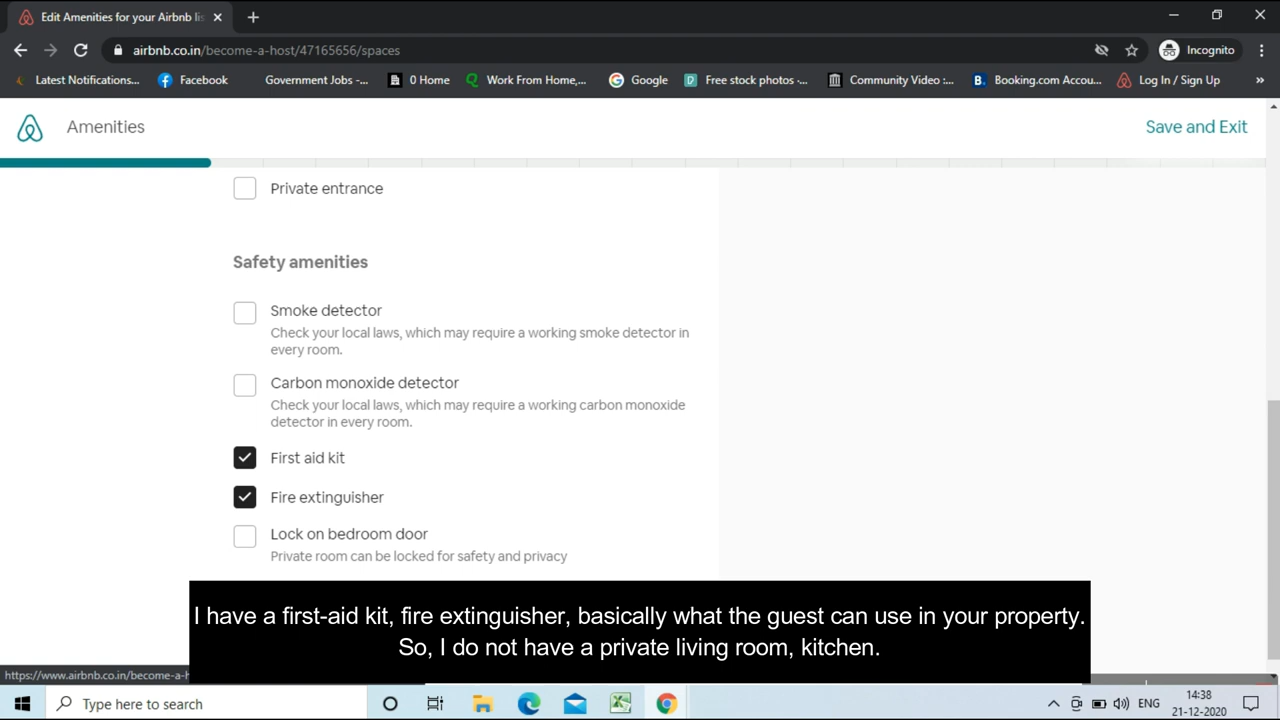 Edit Amenities for your Airbnb lis
airbnb.co.in/become-a-host/47165656/spaces
Incognito
Latest Notifications...
Facebook
Government Jobs -...
0 Home
Work From Home,...
Google
Free stock photos -...
Community Video :...
B.
Booking.com Accou...
Log In / Sign Up
»
Amenities
Save and Exit
Private entrance
Safety amenities
Smoke detector
Check your local laws, which may require a working smoke detector in
every room.
Carbon monoxide detector
Check your local laws, which may require a working carbon monoxide
detector in every room.
First aid kit
Fire extinguisher
Lock on bedroom door
Private room can be locked for safety and privacy
I have a first-aid kit, fire extinguisher, basically what the guest can use in your property.
So, I do not have a private living room, kitchen.
https://www.airbnb.co.in/become-a-h
Type here to search
ENG
14:38
21-12-2020